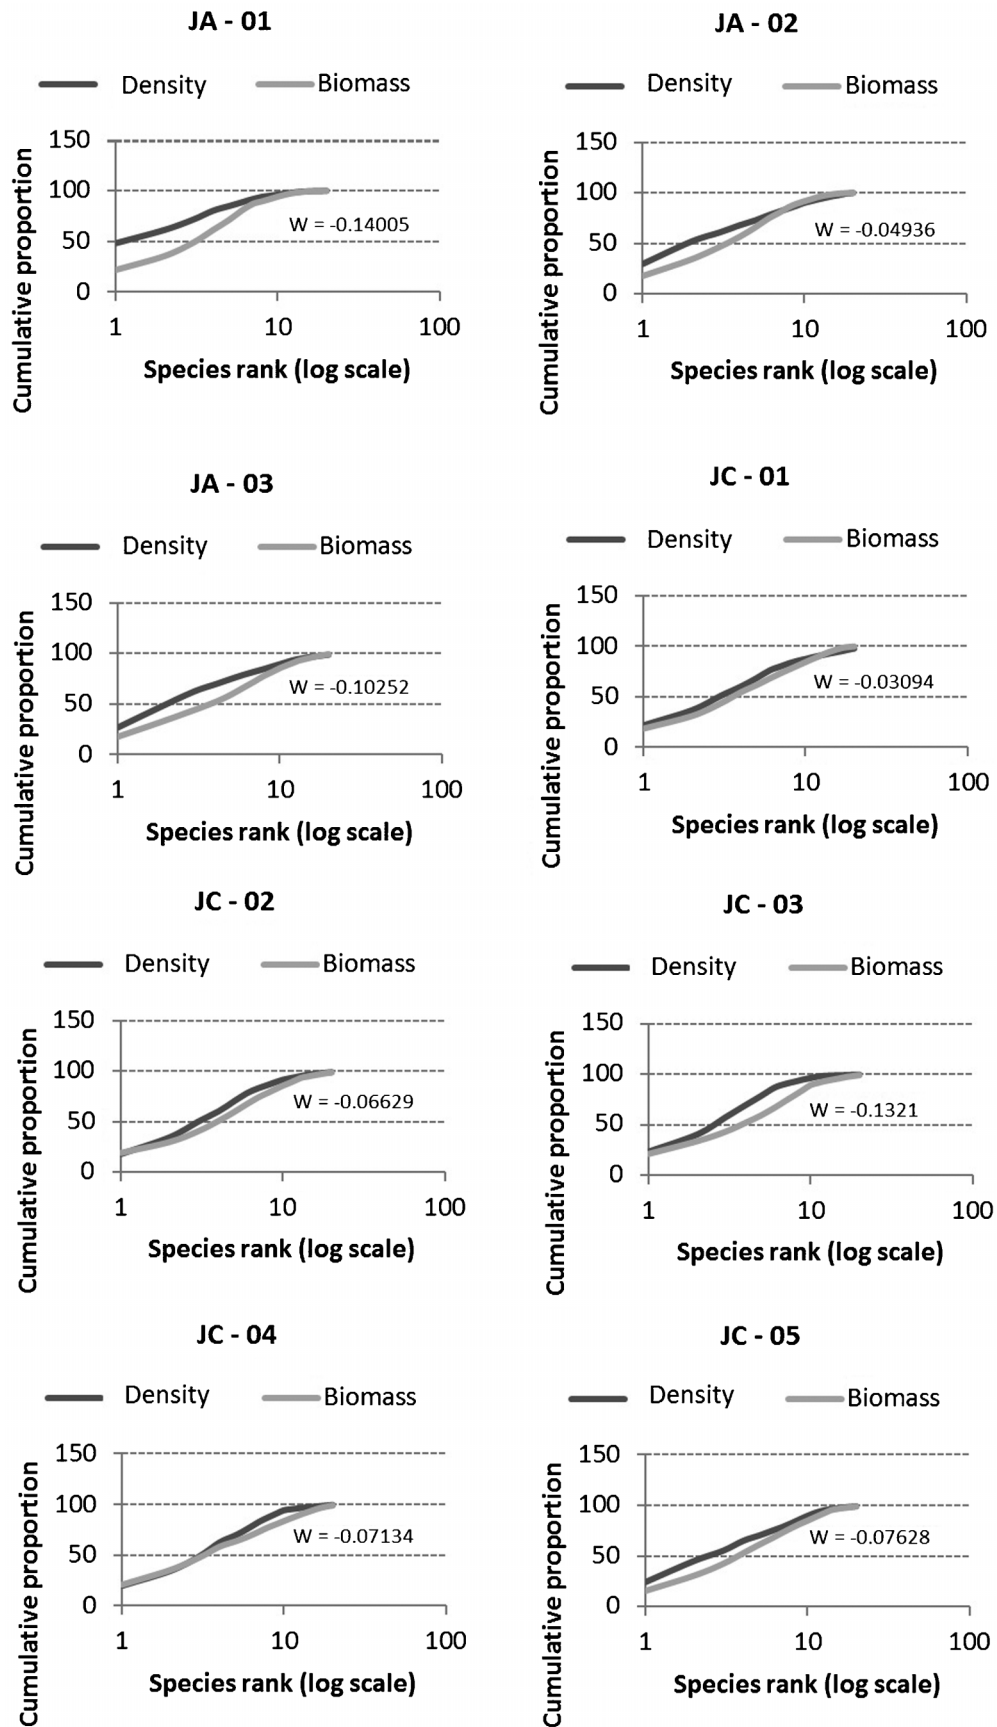 JA - 01
Density
Biomass
150
100
50
0
W = -0.14005
1
10
100
Cumulative proportion
Species rank (log scale)
JA - 02
Density
Biomass
150
100
50
0
W = -0.04936
1
10
100
Cumulative proportion
Species rank (log scale)
JA - 03
Density
Biomass
150
100
50
0
W = -0.10252
1
10
100
Cumulative proportion
Species rank (log scale)
JC - 01
Density
Biomass
150
100
50
0
W = -0.03094
1
10
100
Cumulative proportion
Species rank (log scale)
JC - 02
Density
Biomass
150
100
50
0
W = -0.06629
1
10
100
Cumulative proportion
Species rank (log scale)
JC - 03
Density
Biomass
150
100
50
0
W = -0.1321
1
10
100
Cumulative proportion
Species rank (log scale)
JC - 04
Density
Biomass
150
100
50
0
W = -0.07134
1
10
100
Cumulative proportion
Species rank (log scale)
JC - 05
Density
Biomass
150
100
50
0
W = -0.07628
1
10
100
Cumulative proportion
Species rank (log scale)